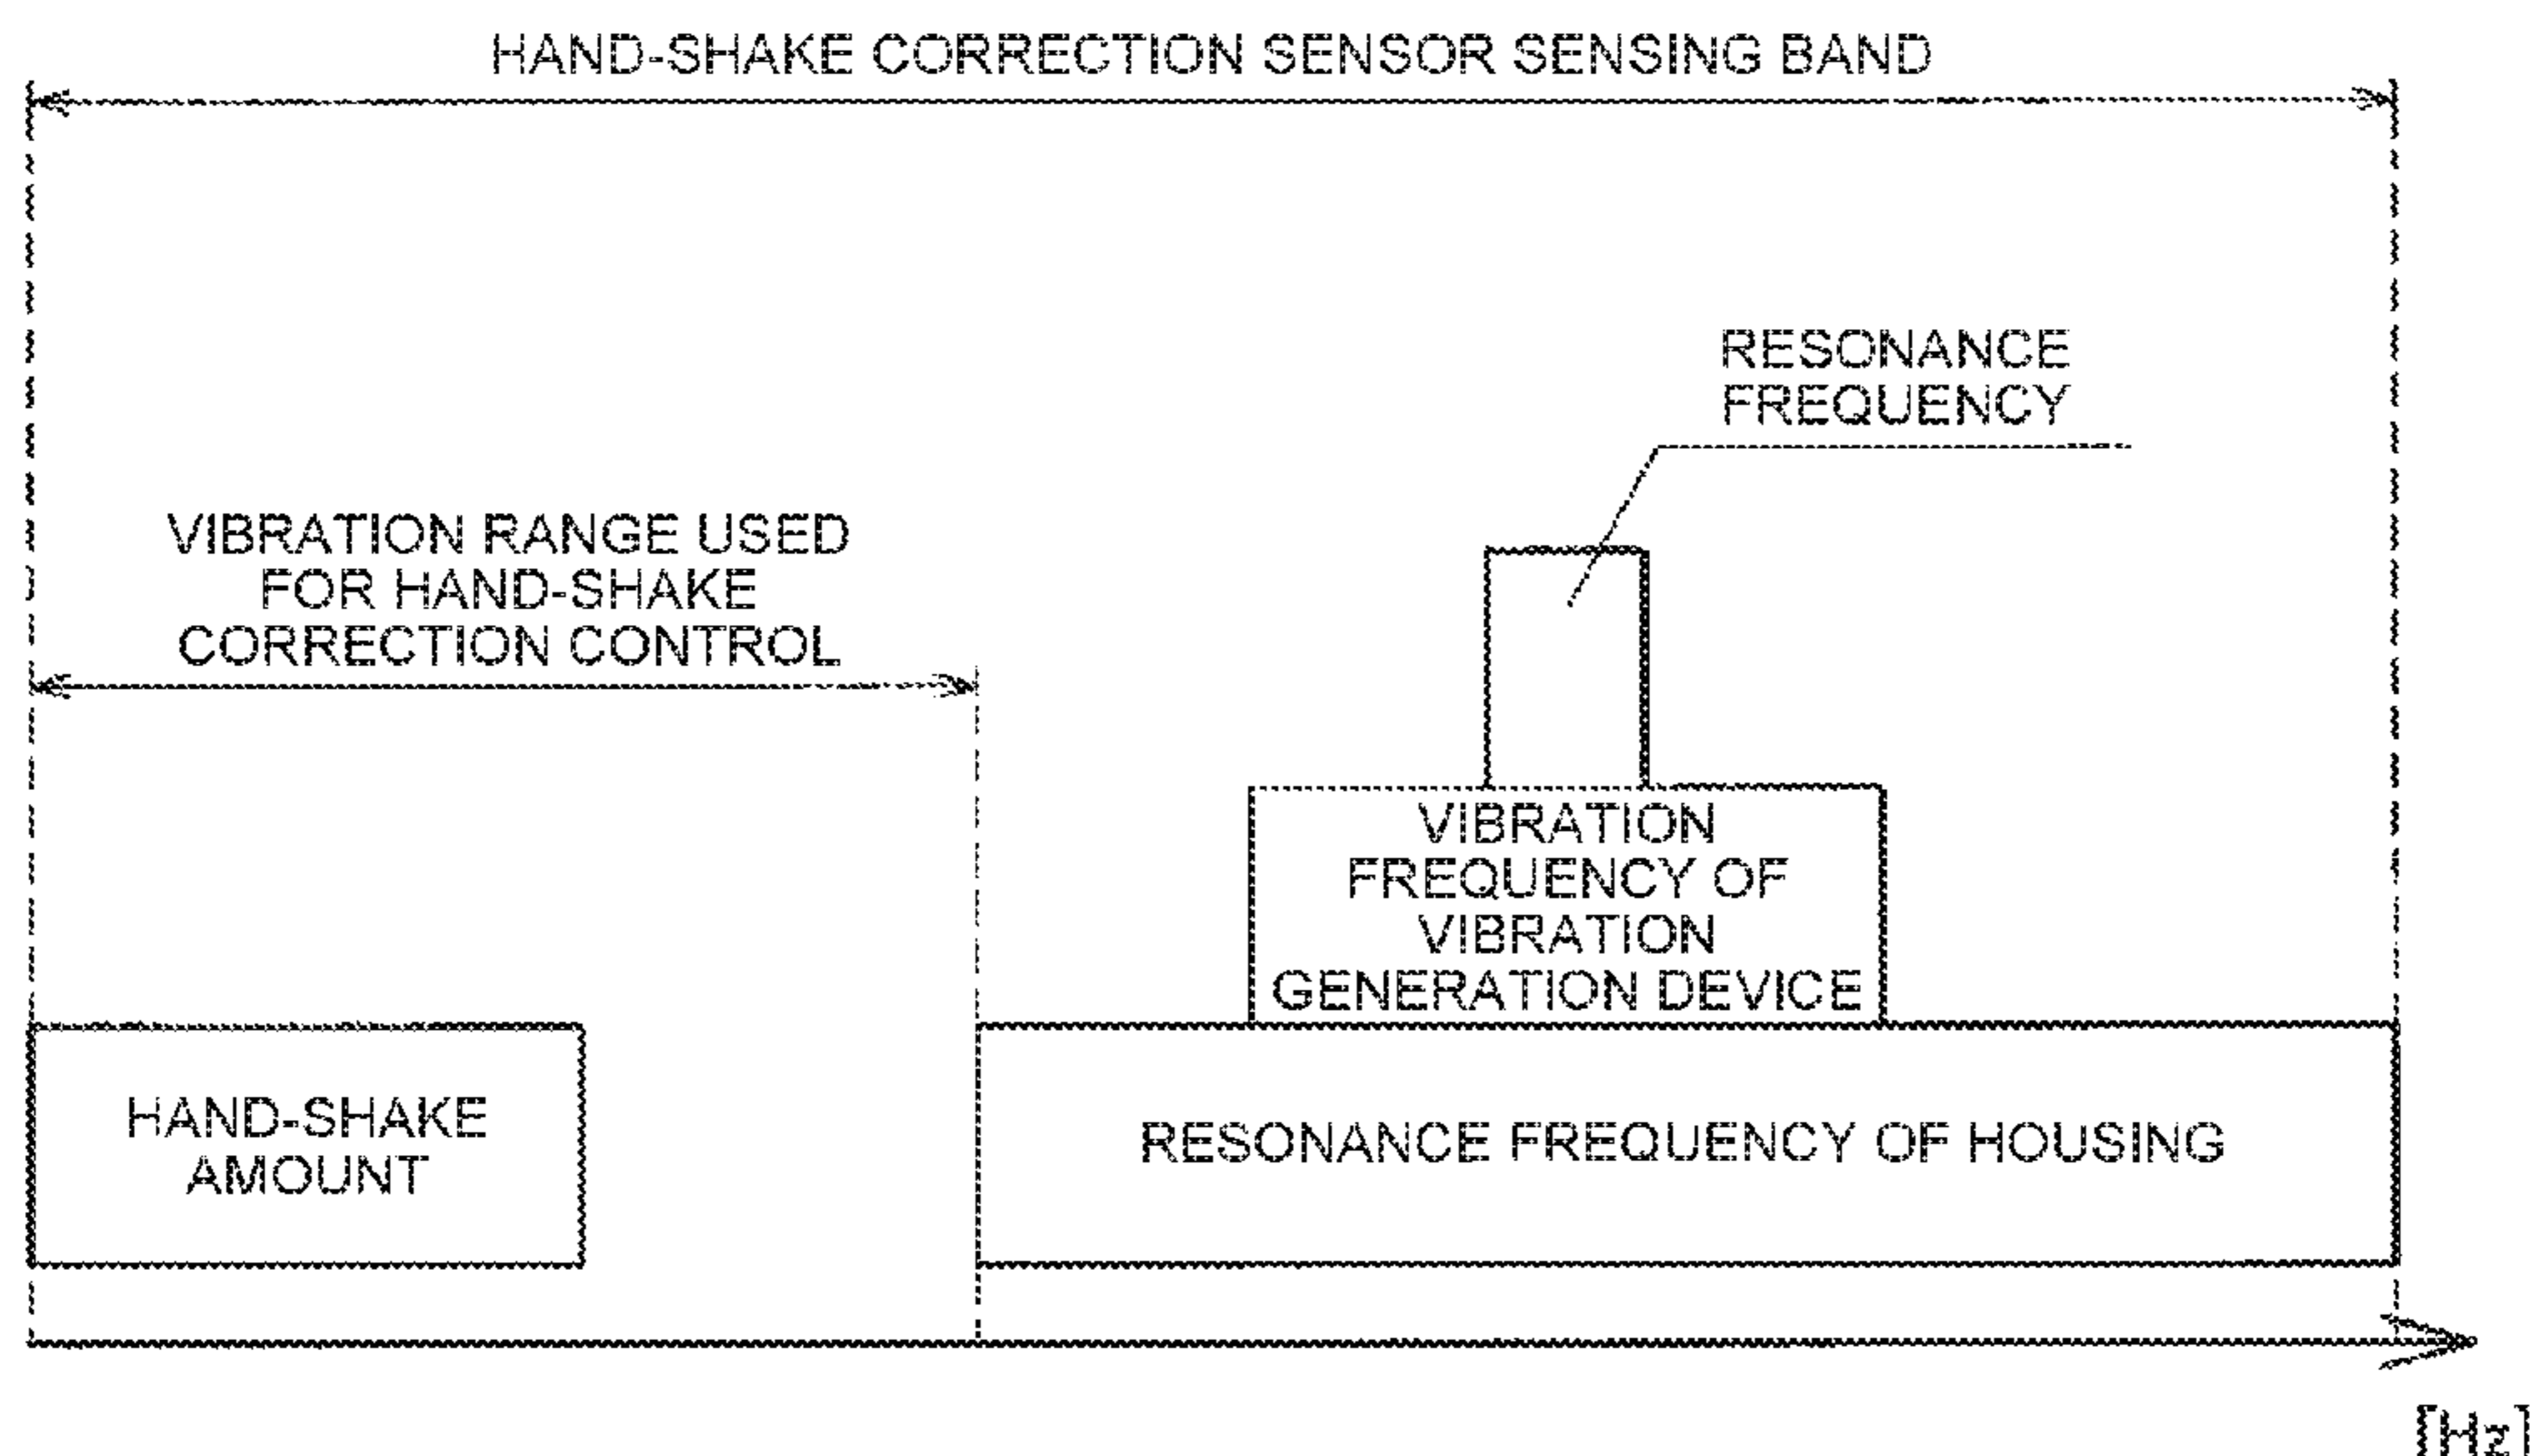 HAND-SHAKE CORRECTION SENSOR SENSING BAND
RESONANCE
FREQUENCY
VIBRATION RANGE USED
FOR HAND-SHAKE
CORRECTION CONTROL
VIBRATION
FREQUENCY OF
VIBRATION
GENERATION DEVICE
HAND-SHAKE
AMOUNT
RESONANCE FREQUENCY OF HOUSING
[Hz]